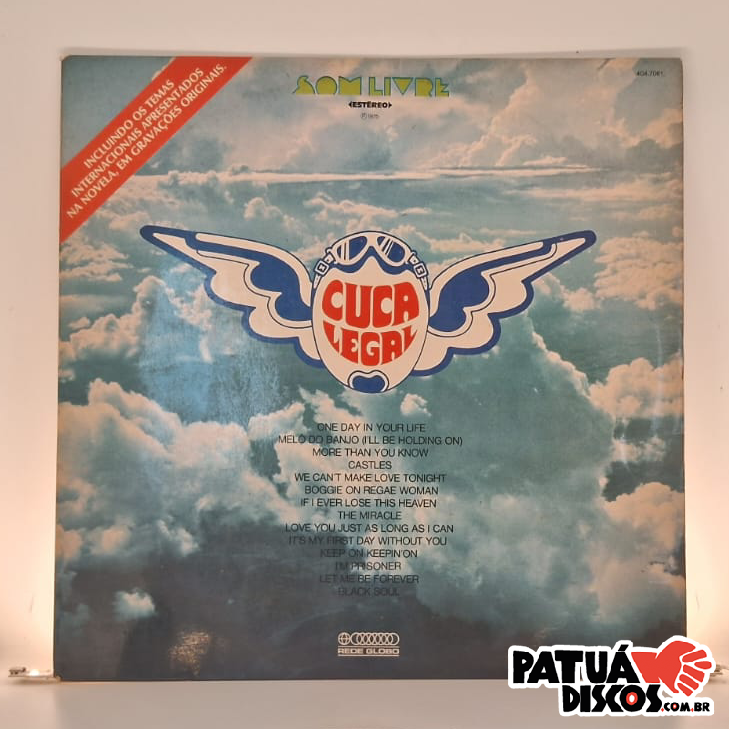 INCLUINDO OS TEMAS
INTERNACIONAIS APRESENTADOS
NA NOVELA, EM GRAVAÇÕES ORIGINAIS.
SOM LIVRE
ESTÉREO
404.7061
CUCA
LEGAL
ONE DAY IN YOUR LIFE
MELÔ DO BANJO (I'LL BE HOLDING ON)
MORE THAN YOU KNOW
CASTLES
WE CAN'T MAKE LOVE TONIGHT
BOGGIE ON REGAE WOMAN
IF I EVER LOSE THIS HEAVEN
THE MIRACLE
LOVE YOU JUST AS LONG AS I CAN
IT'S MY FIRST DAY WITHOUT YOU
KEEP ON KEEPIN'ON
I'M PRISONER
LET ME BE FOREVER
BLACK SOUL
REDE GLOBO
PATUÁ
DISCOS.COM.BR